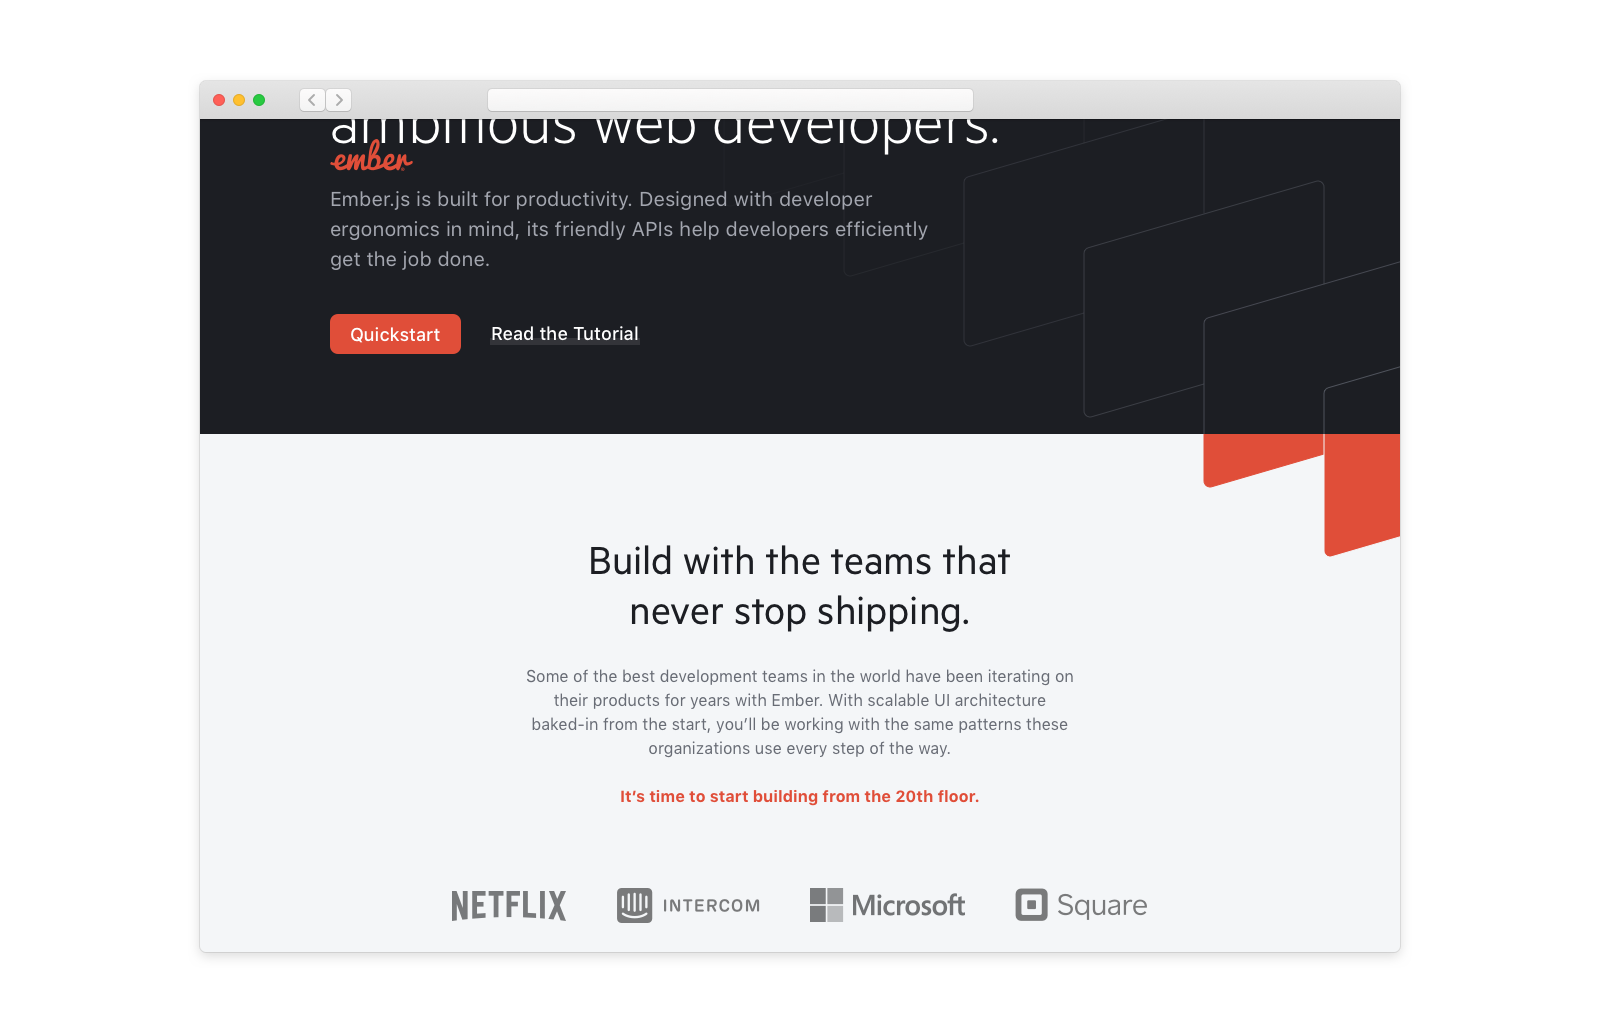 ambitious web developers.
ember
Ember.js is built for productivity. Designed with developer
ergonomics in mind, its friendly APIs help developers efficiently
get the job done.
Quickstart
Read the Tutorial
Build with the teams that
never stop shipping.
Some of the best development teams in the world have been iterating on
their products for years with Ember. With scalable UI architecture
baked-in from the start, you’ll be working with the same patterns these
organizations use every step of the way.
It’s time to start building from the 20th floor.
NETFLIX
INTERCOM
Microsoft
Square